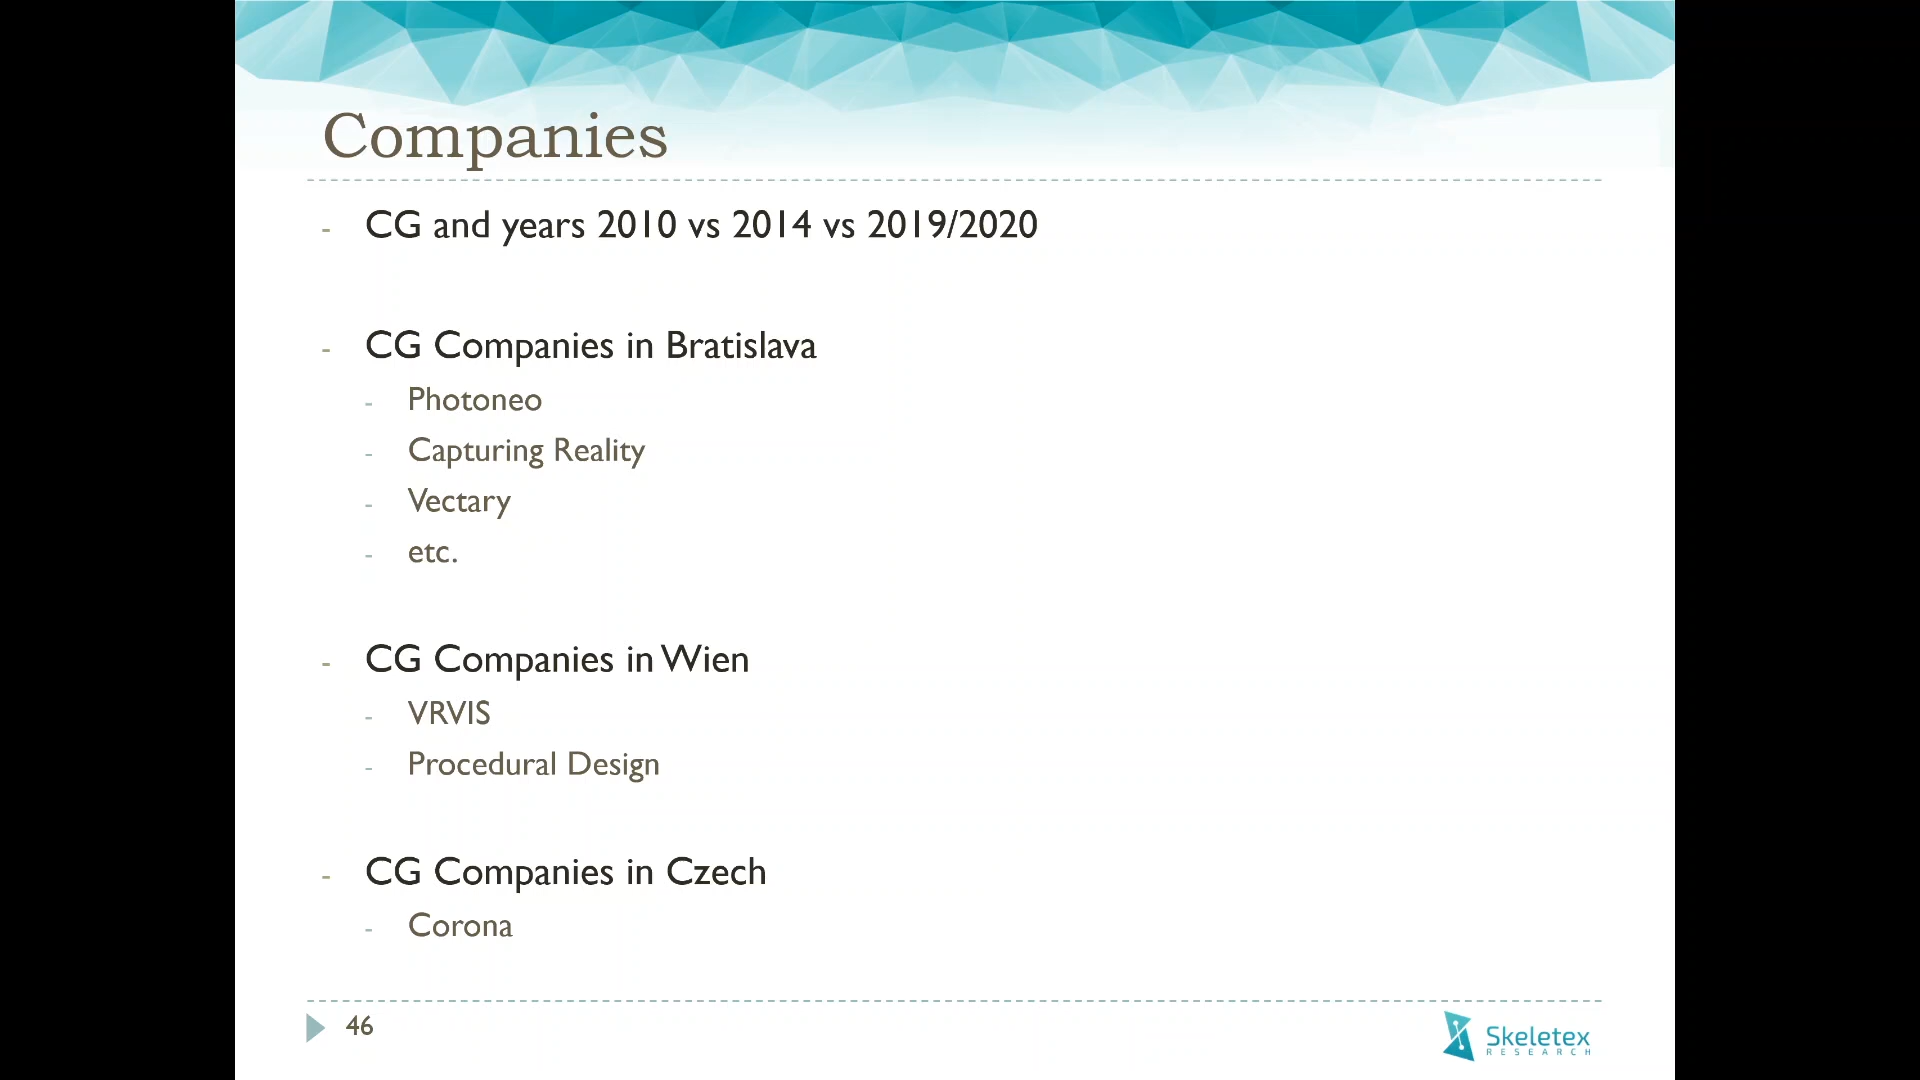 Companies
- CG and years 2010 vs 2014 vs 2019/2020
- CG Companies in Bratislava
- Photoneo
- Capturing Reality
- Vectary
- etc.
- CG Companies in Wien
- VRVIS
- Procedural Design
- CG Companies in Czech
- Corona
46
Skeletex
RESEARCH